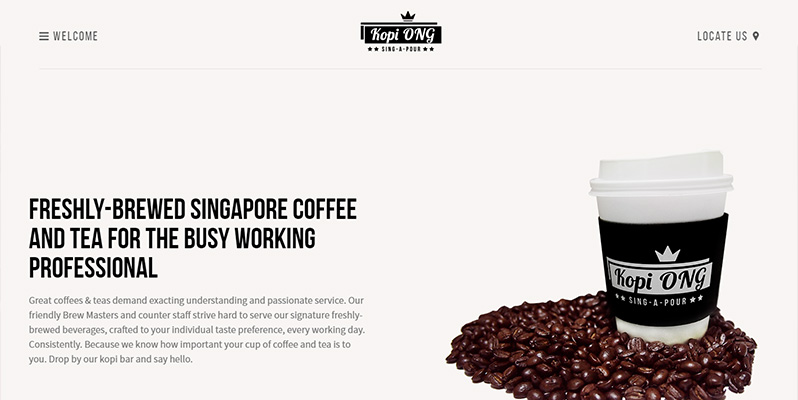 WELCOME
Kopi ONG
SING-A-POUR
LOCATE US
FRESHLY-BREWED SINGAPORE COFFEE
AND TEA FOR THE BUSY WORKING
PROFESSIONAL
Great coffees & teas demand exacting understanding and passionate service. Our
friendly Brew Masters and counter staff strive hard to serve our signature freshly-
brewed beverages, crafted to your individual taste preference, every working day.
Consistently. Because we know how important your cup of coffee and tea is to
you. Drop by our kopi bar and say hello.
Kopi ONG
SING-A-POUR